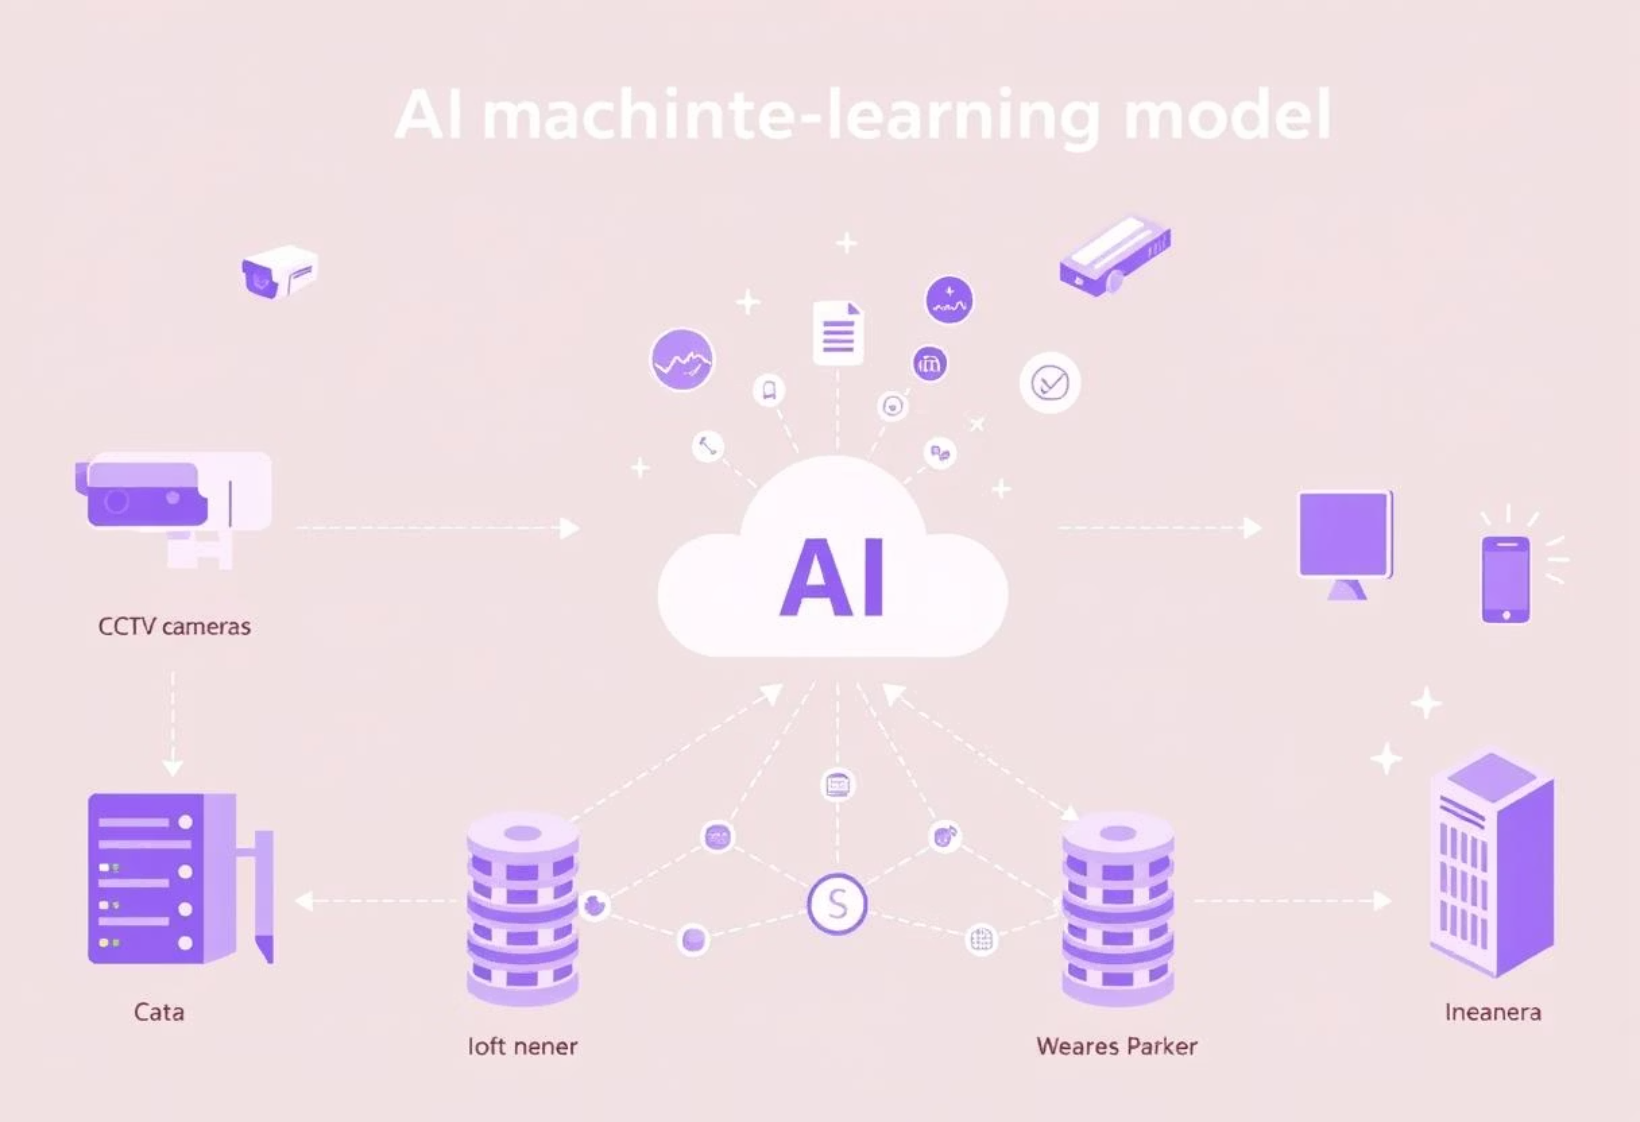 AI machinte-learning model
AI
CCTV cameras
S
Cata
loft nener
Weares Parker
Ineanera